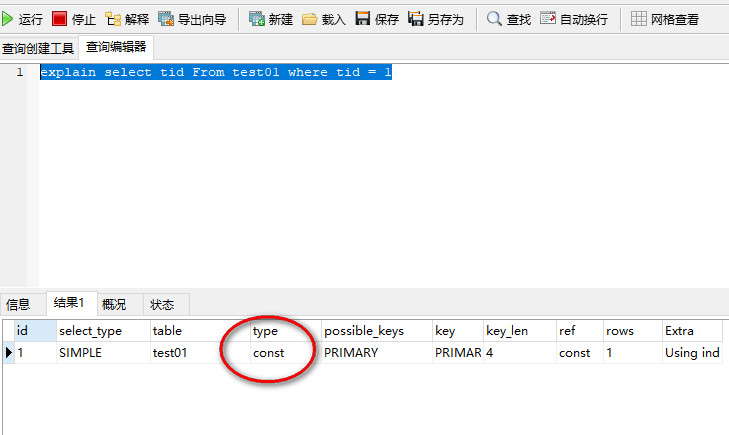 运行 停止 解释 导出向导 新建 载入 保存 另存为 查找 自动换行 网格查看
查询创建工具 查询编辑器
1 explain select tid From test01 where tid = 1
信息 结果1 概况 状态
id select_type table type possible_keys key key_len ref rows Extra
1 SIMPLE test01 const PRIMARY PRIMAR 4 const 1 Using ind